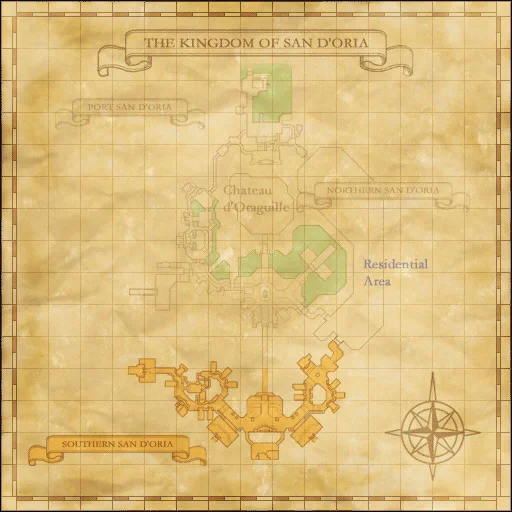 THE KINGDOM OF SAN D'ORIA
PORT SAN D'ORIA
Chateau
d'Oraguille
NORTHERN SAN D'ORIA
Residential
Area
SOUTHERN SAN D'ORIA